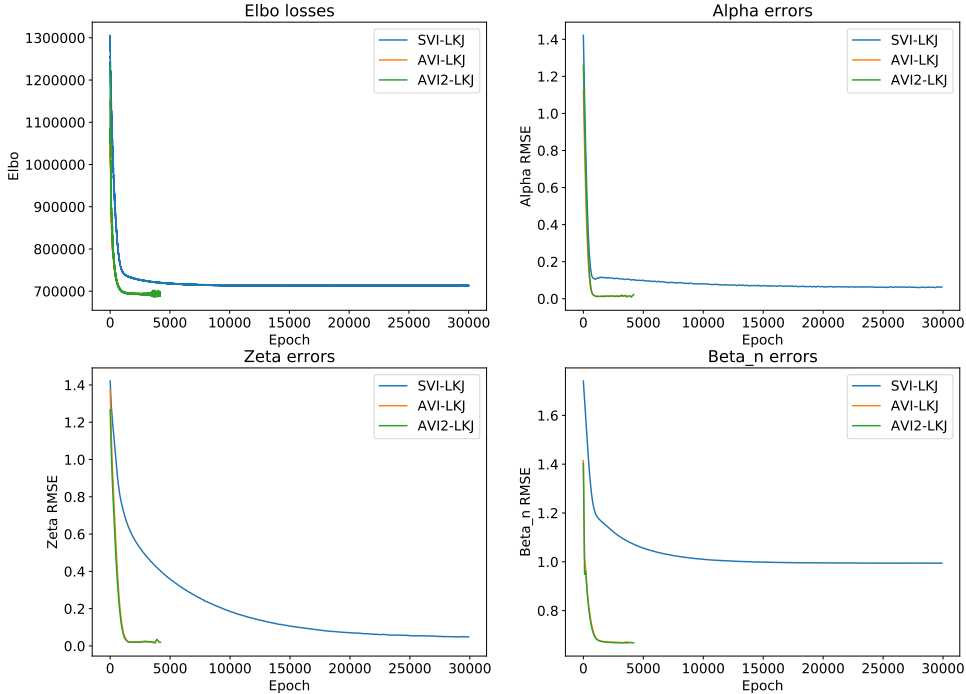 Elbo losses
1300000
1200000
1100000
1000000
900000
800000
700000
Elbo
0 5000 10000 15000 20000 25000 30000
Epoch
SVI-LKJ
AVI-LKJ
AVI2-LKJ
Alpha errors
1.4
1.2
1.0
0.8
0.6
0.4
0.2
0.0
Alpha RMSE
0 5000 10000 15000 20000 25000 30000
Epoch
SVI-LKJ
AVI-LKJ
AVI2-LKJ
Zeta errors
1.4
1.2
1.0
0.8
0.6
0.4
0.2
0.0
Zeta RMSE
0 5000 10000 15000 20000 25000 30000
Epoch
SVI-LKJ
AVI-LKJ
AVI2-LKJ
Beta_n errors
1.6
1.4
1.2
1.0
0.8
Beta_n RMSE
0 5000 10000 15000 20000 25000 30000
Epoch
SVI-LKJ
AVI-LKJ
AVI2-LKJ